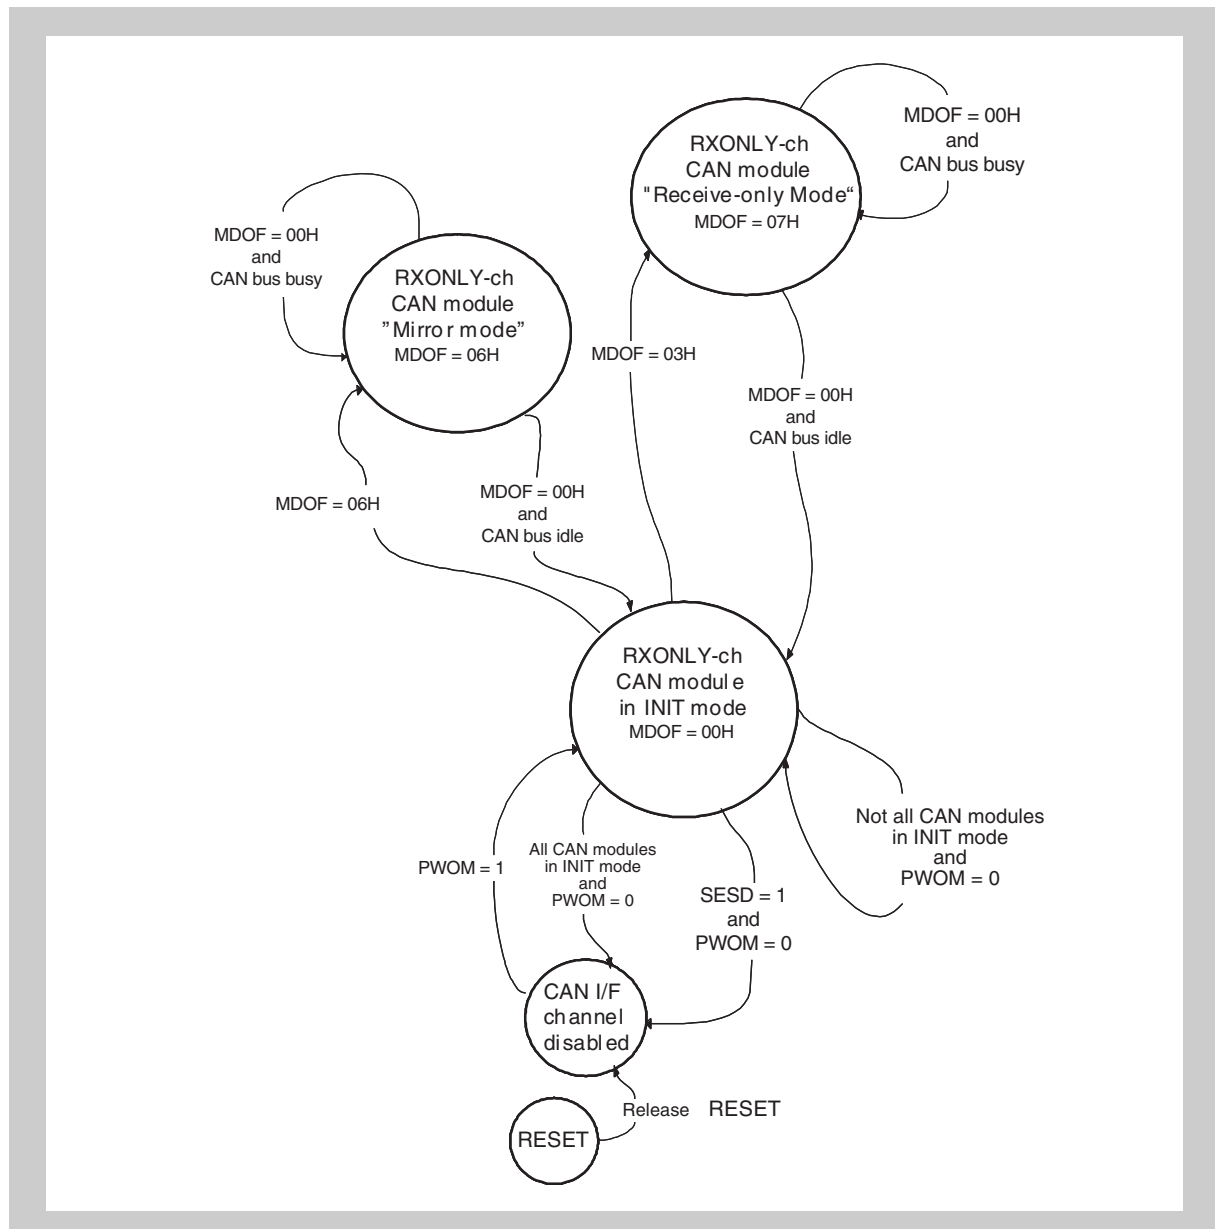 MDOF = 00H
and
CAN bus busy
RXONLY-ch
CAN module
"Receive-only Mode“
MDOF = 07H
MDOF = 00H
and
CAN bus busy
RXONLY-ch
CAN module
”Mirror mode”
MDOF = 06H
MDOF = 03H
MDOF = 00H
and
CAN bus idle
MDOF = 06H
MDOF = 00H
and
CAN bus idle
RXONLY-ch
CAN module
in INIT mode
MDOF = 00H
Not all CAN modules
in INIT mode
and
PWOM = 0
PWOM = 1
All CAN modules
in INIT mode
and
PWOM = 0
SESD = 1
and
PWOM = 0
CAN I/F
channel
disabled
Release RESET
RESET